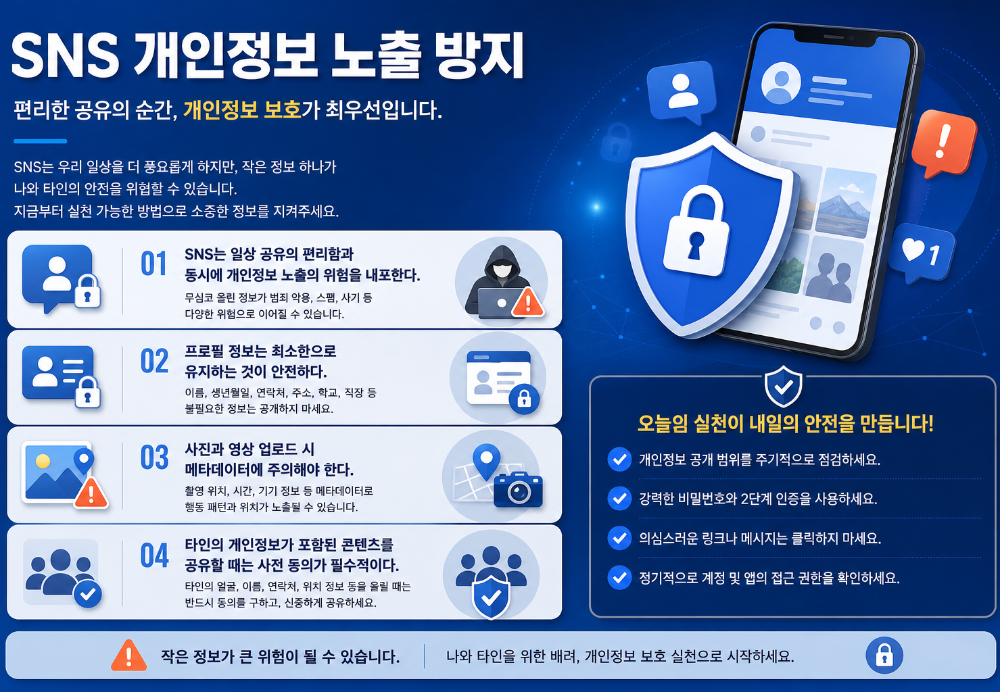 SNS 개인정보 노출 방지
편리한 공유의 순간, 개인정보 보호가 최우선입니다.
SNS는 우리 일상을 더 풍요롭게 하지만, 작은 정보 하나가
나와 타인의 안전을 위협할 수 있습니다.
지금부터 실천 가능한 방법으로 소중한 정보를 지켜주세요.
01
SNS는 일상 공유의 편리함과
동시에 개인정보 노출의 위험을 내포한다.
무심코 올린 정보가 범죄 악용, 스팸, 사기 등
다양한 위험으로 이어질 수 있습니다.
02
프로필 정보는 최소한으로
유지하는 것이 안전하다.
이름, 생년월일, 연락처, 주소, 학교, 직장 등
불필요한 정보는 공개하지 마세요.
03
사진과 영상 업로드 시
메타데이터에 주의해야 한다.
촬영 위치, 시간, 기기 정보 등 메타데이터로
행동 패턴과 위치가 노출될 수 있습니다.
04
타인의 개인정보가 포함된 콘텐츠를
공유할 때는 사전 동의가 필수적이다.
타인의 얼굴, 이름, 연락처, 위치 정보 등을 올릴 때는
반드시 동의를 구하고, 신중하게 공유하세요.
1
오늘임 실천이 내일의 안전을 만듭니다!
개인정보 공개 범위를 주기적으로 점검하세요.
강력한 비밀번호와 2단계 인증을 사용하세요.
의심스러운 링크나 메시지는 클릭하지 마세요.
정기적으로 계정 및 앱의 접근 권한을 확인하세요.
작은 정보가 큰 위험이 될 수 있습니다.
나와 타인을 위한 배려, 개인정보 보호 실천으로 시작하세요.